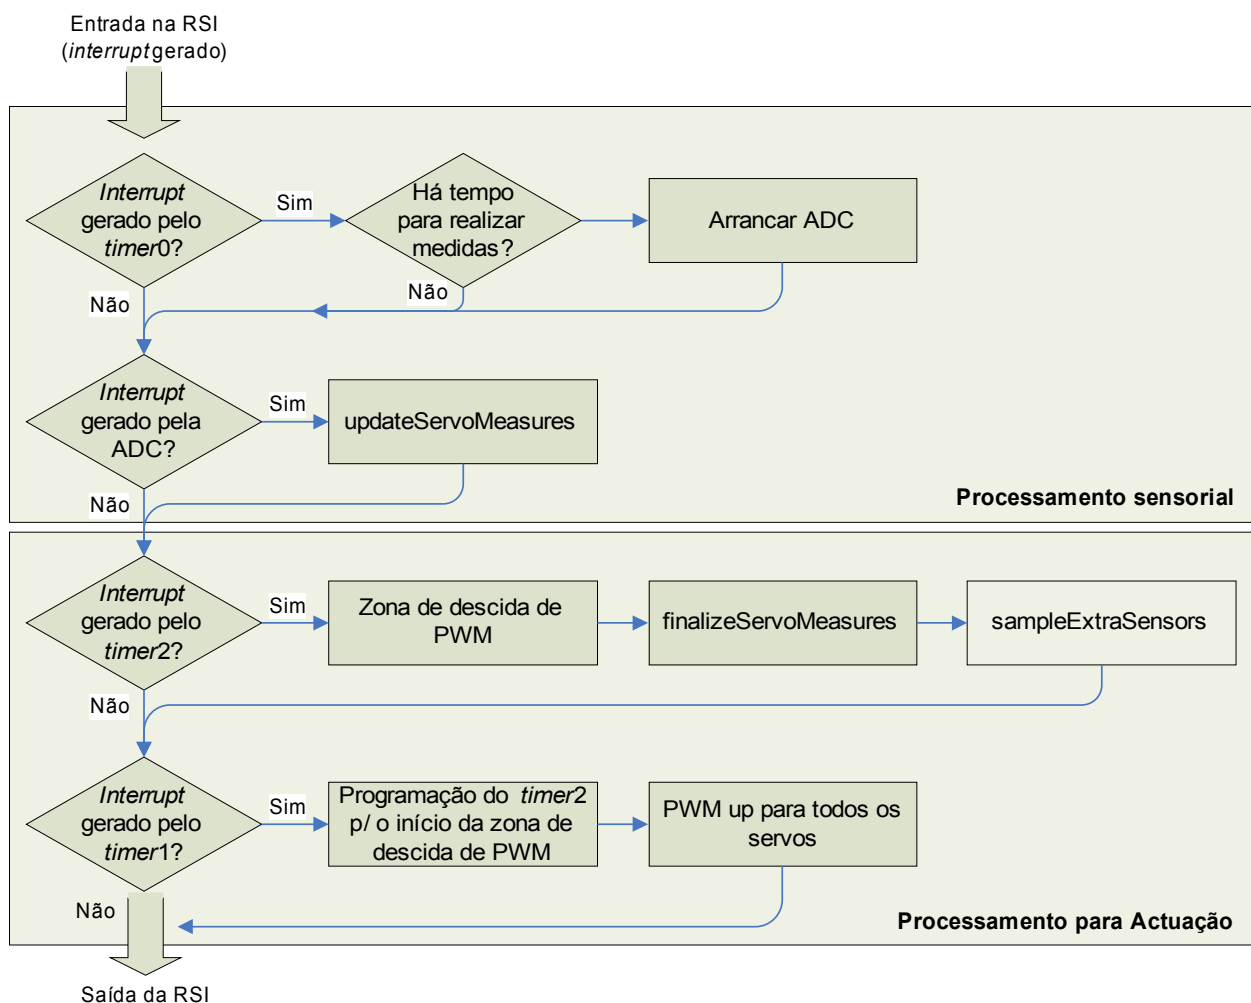 Entrada na RSI
(interrupt gerado)
Interrupt
gerado pelo
timer0?
Sim
Há tempo
para realizar
medidas?
Arrancar ADC
Não
Não
Interrupt
gerado pela
ADC?
Sim
updateServoMeasures
Não
Processamento sensorial
Interrupt
gerado pelo
timer2?
Sim
Zona de descida de
PWM
finalizeServoMeasures
sampleExtraSensors
Não
Interrupt
gerado pelo
timer1?
Sim
Programação do timer2
p/ o início da zona de
descida de PWM
PWM up para todos os
servos
Não
Processamento para Actuação
Saída da RSI